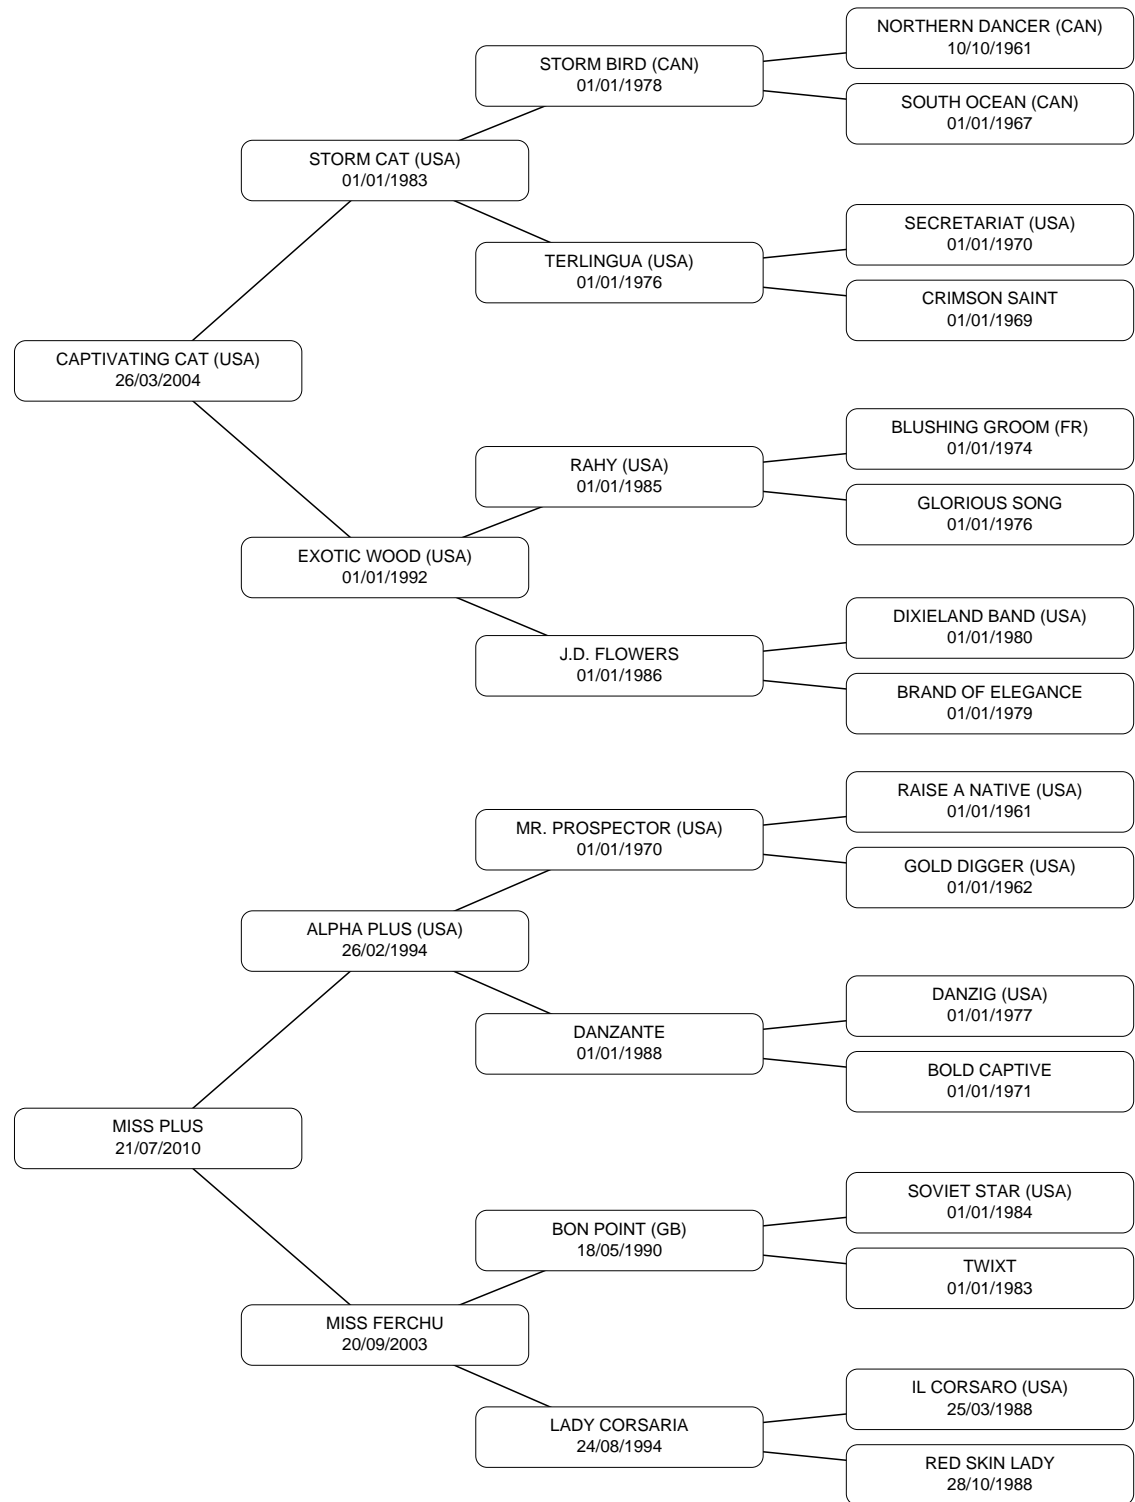 NORTHERN DANCER (CAN)
10/10/1961
STORM BIRD (CAN)
01/01/1978
SOUTH OCEAN (CAN)
01/01/1967
STORM CAT (USA)
01/01/1983
SECRETARIAT (USA)
01/01/1970
TERLINGUA (USA)
01/01/1976
CRIMSON SAINT
01/01/1969
CAPTIVATING CAT (USA)
26/03/2004
BLUSHING GROOM (FR)
01/01/1974
RAHY (USA)
01/01/1985
GLORIOUS SONG
01/01/1976
EXOTIC WOOD (USA)
01/01/1992
DIXIELAND BAND (USA)
01/01/1980
J.D. FLOWERS
01/01/1986
BRAND OF ELEGANCE
01/01/1979
RAISE A NATIVE (USA)
01/01/1961
MR. PROSPECTOR (USA)
01/01/1970
GOLD DIGGER (USA)
01/01/1962
ALPHA PLUS (USA)
26/02/1994
DANZIG (USA)
01/01/1977
DANZANTE
01/01/1988
BOLD CAPTIVE
01/01/1971
MISS PLUS
21/07/2010
SOVIET STAR (USA)
01/01/1984
BON POINT (GB)
18/05/1990
TWIXT
01/01/1983
MISS FERCHU
20/09/2003
IL CORSARO (USA)
25/03/1988
LADY CORSARIA
24/08/1994
RED SKIN LADY
28/10/1988